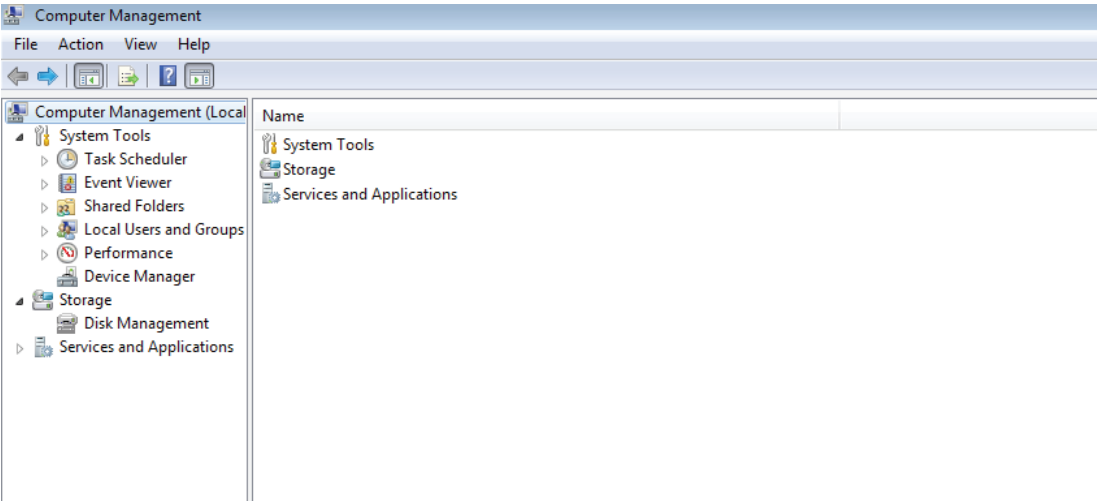 Computer Management
File Action View Help
Computer Management (Local
System Tools
Task Scheduler
Event Viewer
Shared Folders
Local Users and Groups
Performance
Device Manager
Storage
Disk Management
Services and Applications
Name
System Tools
Storage
Services and Applications